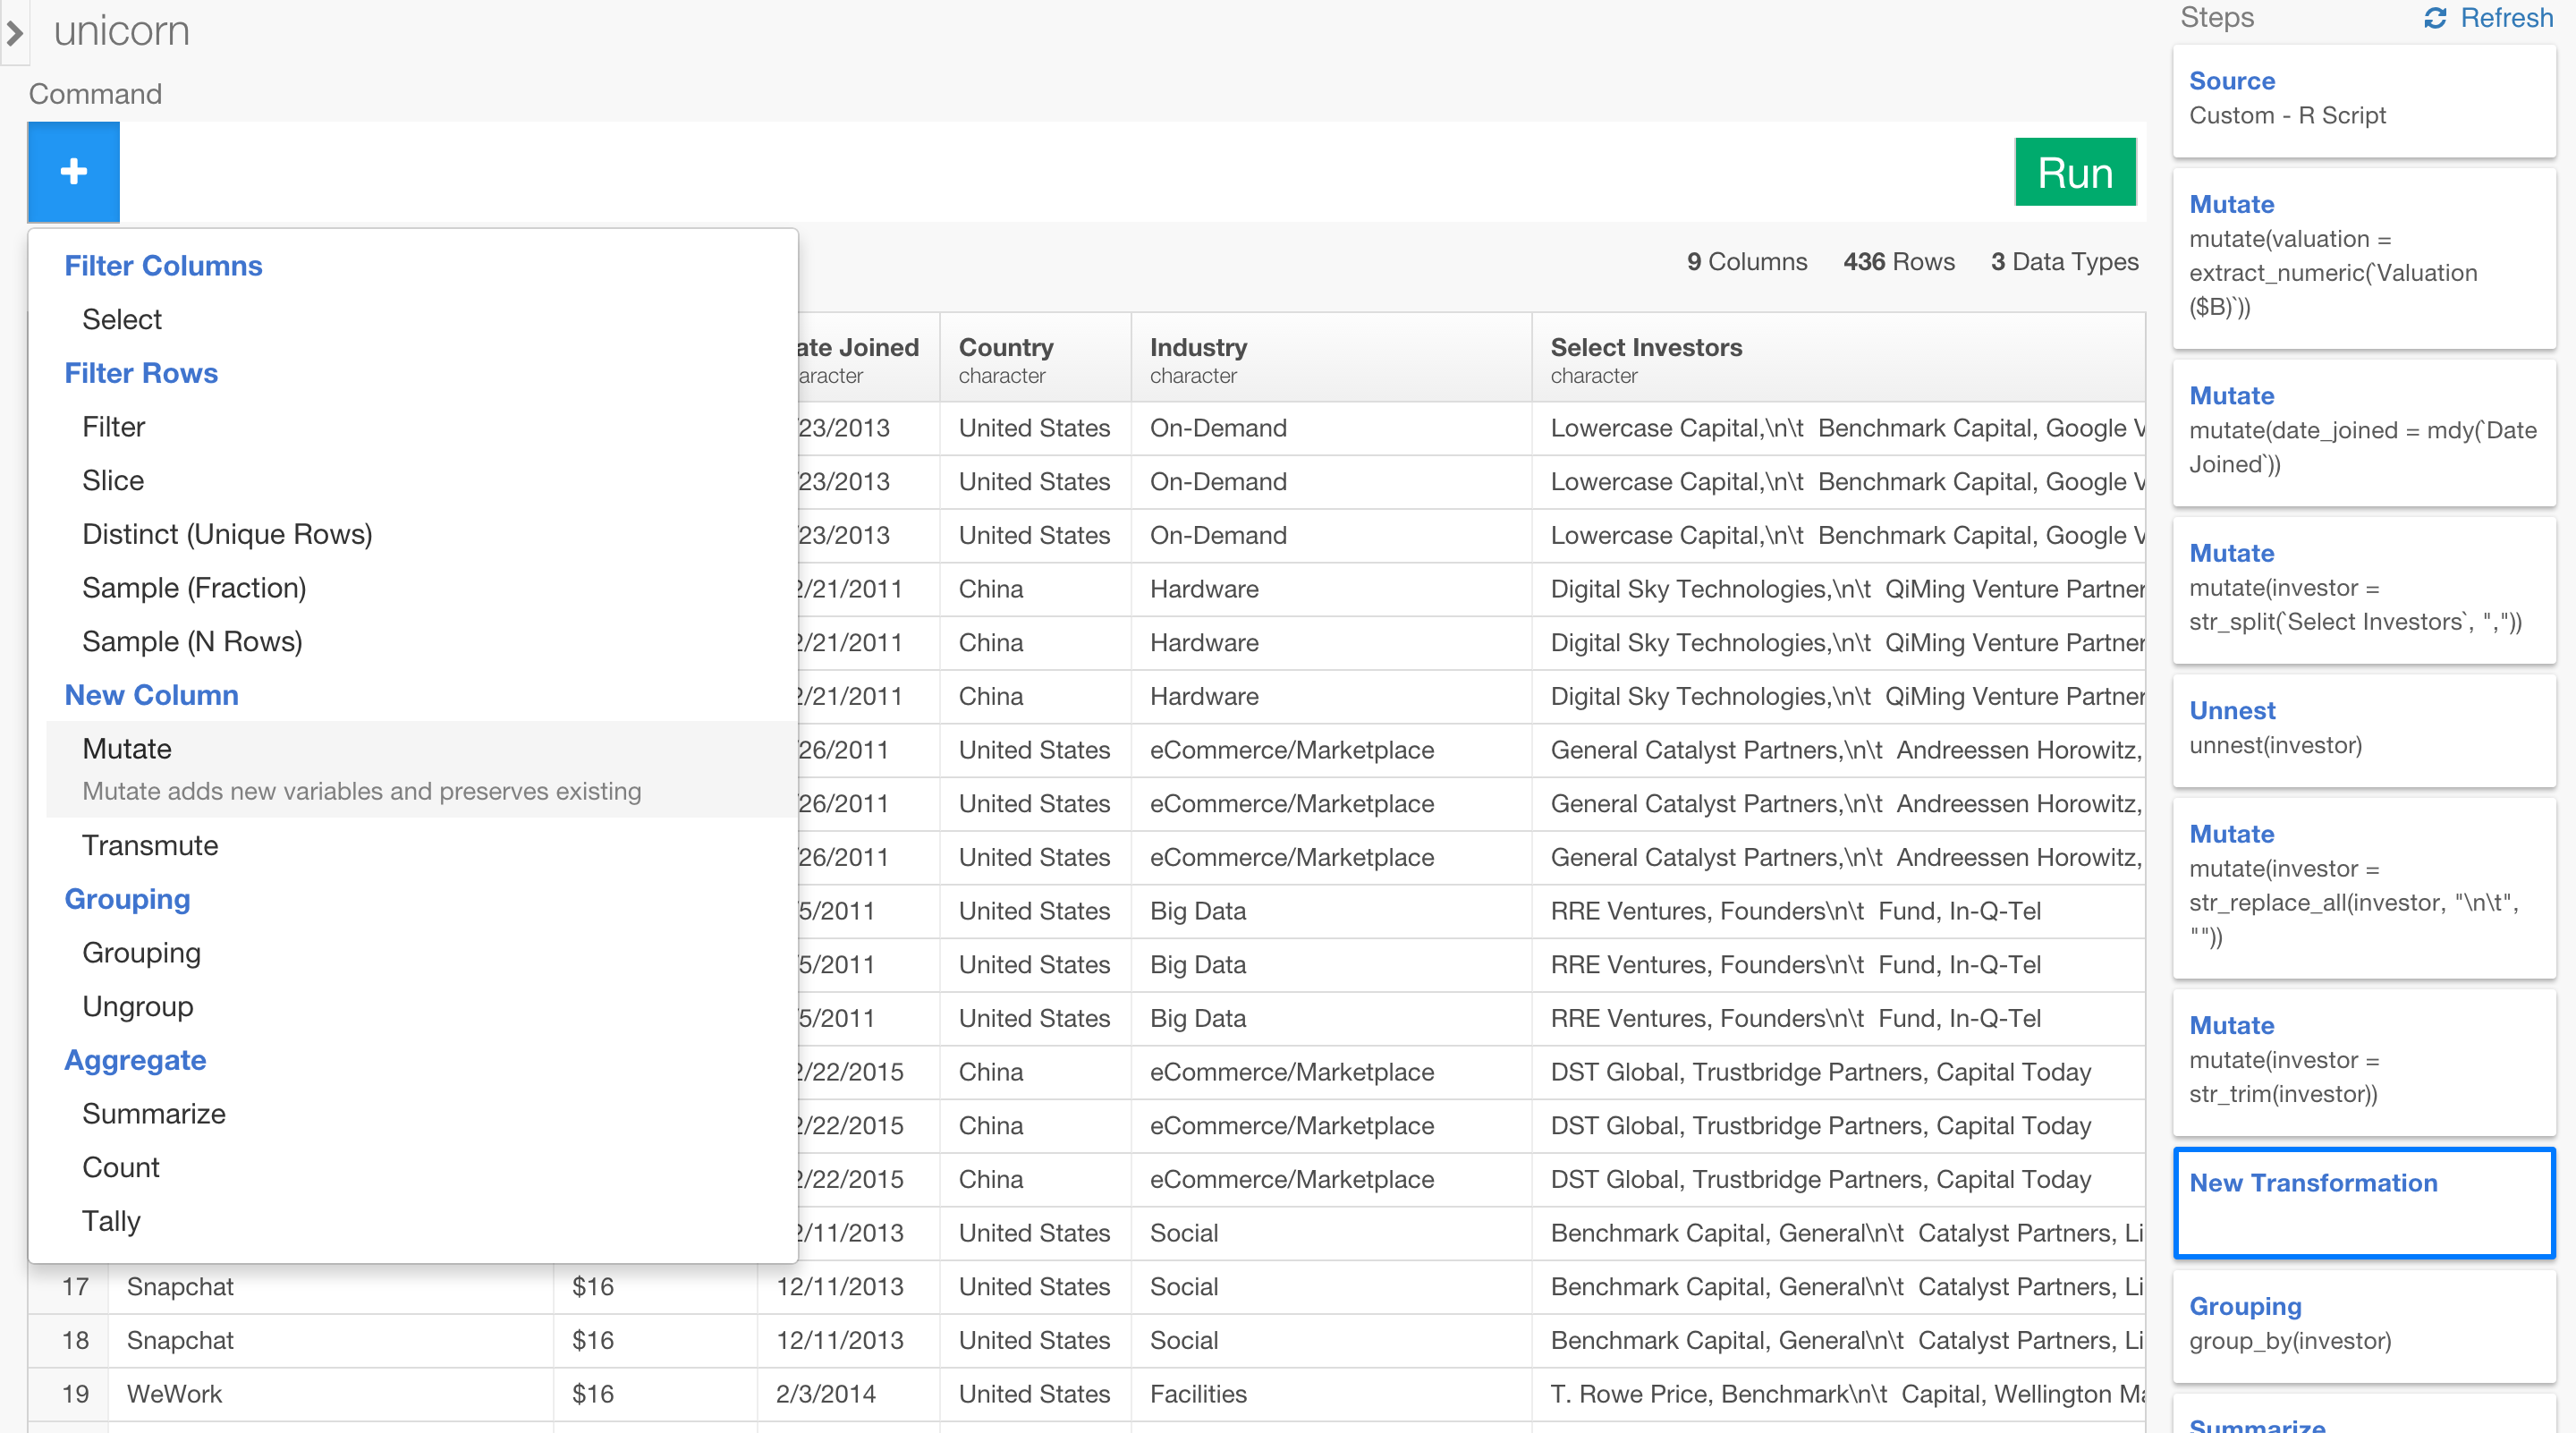 unicorn
Command
+
Run
Filter Columns
Select
Filter Rows
Filter
Slice
Distinct (Unique Rows)
Sample (Fraction)
Sample (N Rows)
New Column
Mutate
Mutate adds new variables and preserves existing
Transmute
Grouping
Grouping
Ungroup
Aggregate
Summarize
Count
Tally
9 Columns 436 Rows 3 Data Types
ate Joined Country Industry Select Investors
aracter character character character
/23/2013 United States On-Demand Lowercase Capital,\n\t Benchmark Capital, Google V
/23/2013 United States On-Demand Lowercase Capital,\n\t Benchmark Capital, Google V
/23/2013 United States On-Demand Lowercase Capital,\n\t Benchmark Capital, Google V
2/21/2011 China Hardware Digital Sky Technologies,\n\t QiMing Venture Partner
2/21/2011 China Hardware Digital Sky Technologies,\n\t QiMing Venture Partner
2/21/2011 China Hardware Digital Sky Technologies,\n\t QiMing Venture Partner
/26/2011 United States eCommerce/Marketplace General Catalyst Partners,\n\t Andreessen Horowitz,
/26/2011 United States eCommerce/Marketplace General Catalyst Partners,\n\t Andreessen Horowitz,
/26/2011 United States eCommerce/Marketplace General Catalyst Partners,\n\t Andreessen Horowitz,
/5/2011 United States Big Data RRE Ventures, Founders\n\t Fund, In-Q-Tel
/5/2011 United States Big Data RRE Ventures, Founders\n\t Fund, In-Q-Tel
/5/2011 United States Big Data RRE Ventures, Founders\n\t Fund, In-Q-Tel
2/22/2015 China eCommerce/Marketplace DST Global, Trustbridge Partners, Capital Today
2/22/2015 China eCommerce/Marketplace DST Global, Trustbridge Partners, Capital Today
2/22/2015 China eCommerce/Marketplace DST Global, Trustbridge Partners, Capital Today
2/11/2013 United States Social Benchmark Capital, General\n\t Catalyst Partners, Li
17 Snapchat $16 12/11/2013 United States Social Benchmark Capital, General\n\t Catalyst Partners, Li
18 Snapchat $16 12/11/2013 United States Social Benchmark Capital, General\n\t Catalyst Partners, Li
19 WeWork $16 2/3/2014 United States Facilities T. Rowe Price, Benchmark\n\t Capital, Wellington Ma
Steps Refresh
Source
Custom - R Script
Mutate
mutate(valuation =
extract_numeric(`Valuation
($B)`))
Mutate
mutate(date_joined = mdy(`Date
Joined`))
Mutate
mutate(investor =
str_split(`Select Investors`, ","))
Unnest
unnest(investor)
Mutate
mutate(investor =
str_replace_all(investor, "\n\t",
""))
Mutate
mutate(investor =
str_trim(investor))
New Transformation
Grouping
group_by(investor)
Summarize